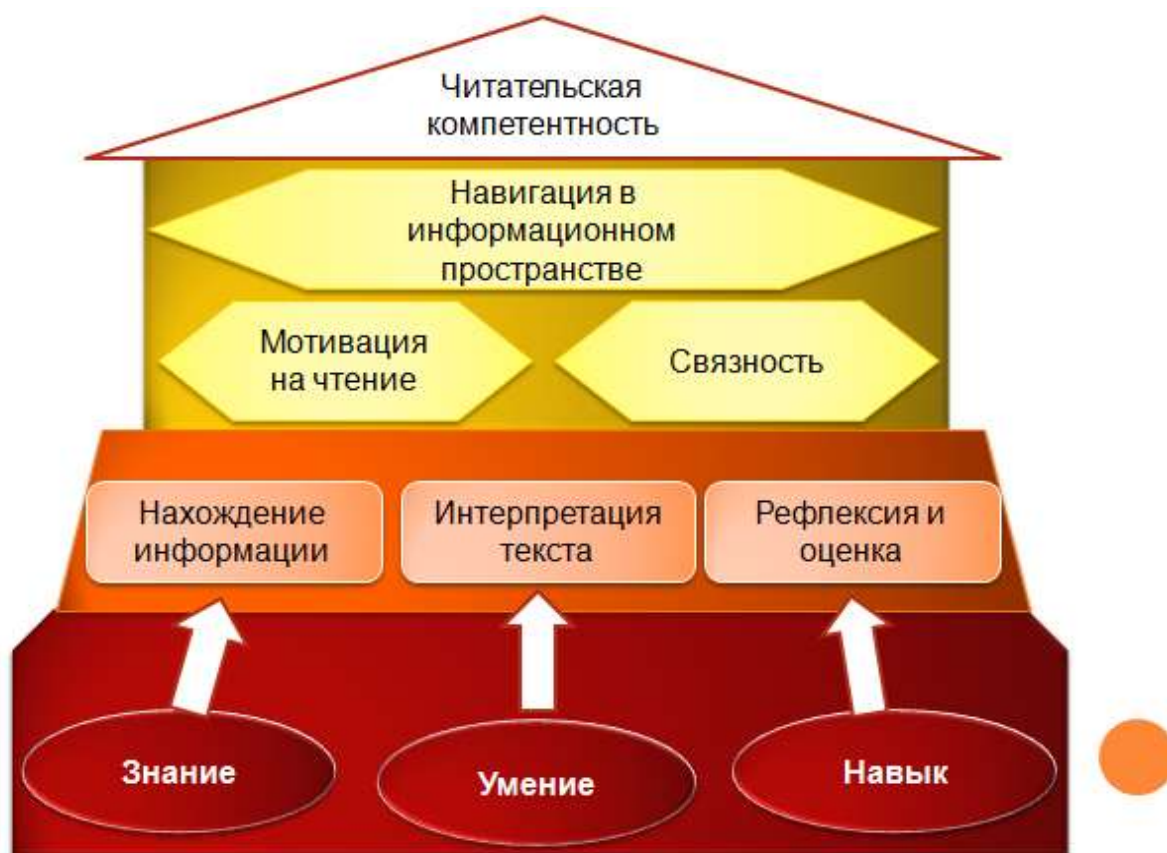 Читательская
компетентность
Навигация в
информационном
пространстве
Мотивация
на чтение
Связность
Нахождение
информации
Интерпретация
текста
Рефлексия и
оценка
Знание
Умение
Навык